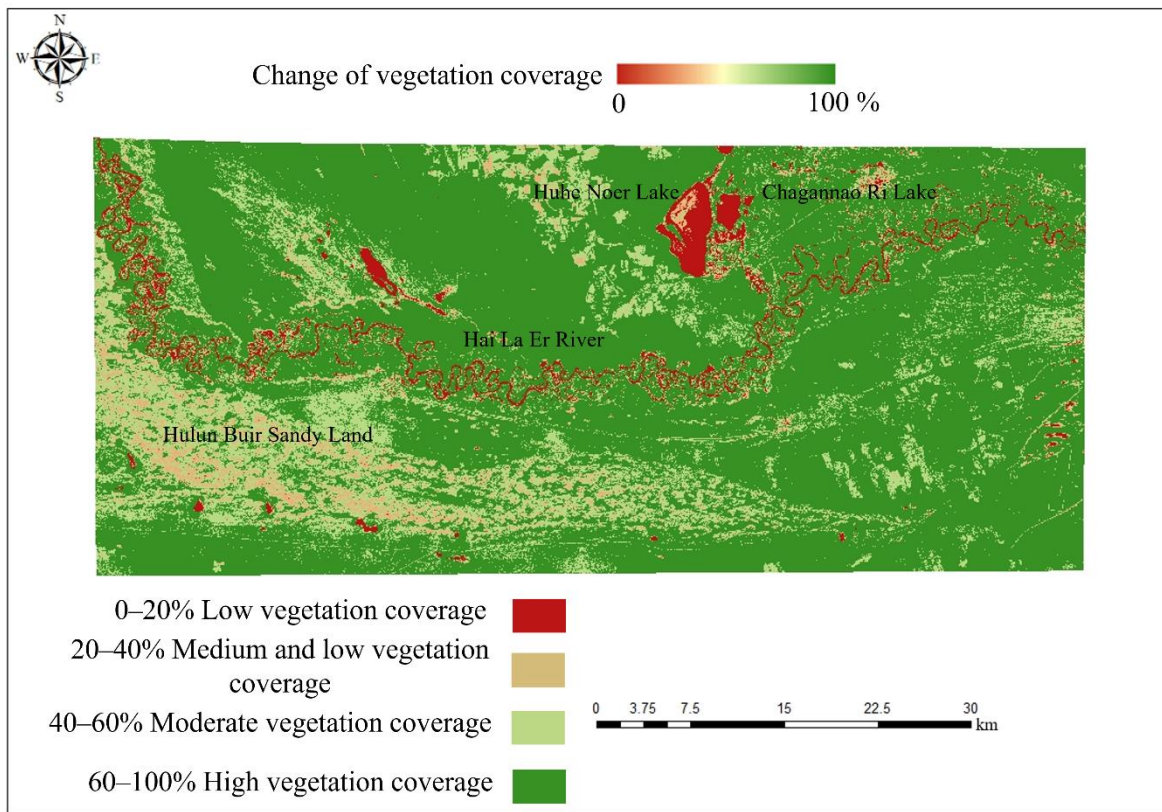 N
W E
S
Change of vegetation coverage
0 100 %
Huhe Noer Lake
Chagannao Ri Lake
Hai La Er River
Hulun Buir Sandy Land
0–20% Low vegetation coverage
20–40% Medium and low vegetation
coverage
40–60% Moderate vegetation coverage
60–100% High vegetation coverage
0 3.75 7.5 15 22.5 30
km